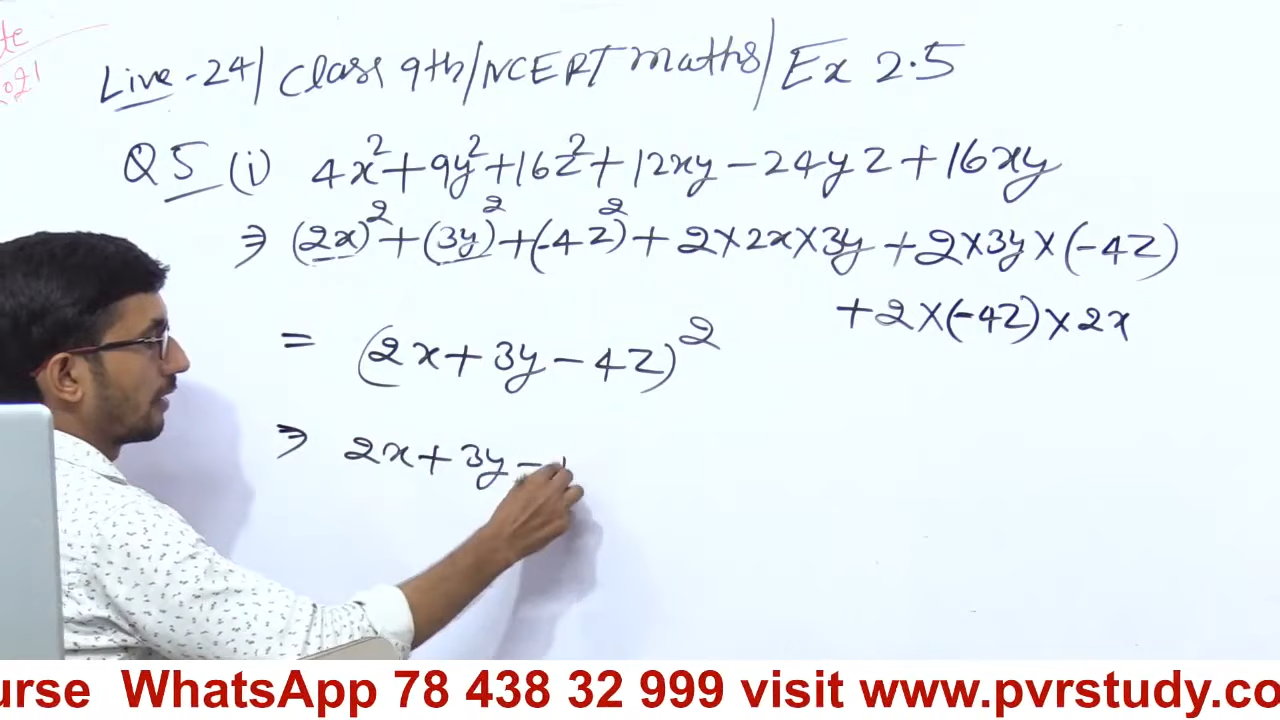 Live-24/ Class 9th/NCERT maths/ Ex 2.5
2021
Q5 (i) 4x²+9y²+16z²+12xy-24yz+16xy
⇒ (2x)²+(3y)²+(-4z)²+2×2x×3y+2×3y×(-4z)
+2×(-4z)×2x
= (2x+3y-4z)²
⇒ 2x+3y-
urse WhatsApp 78 438 32 999 visit www.pvrstudy.co